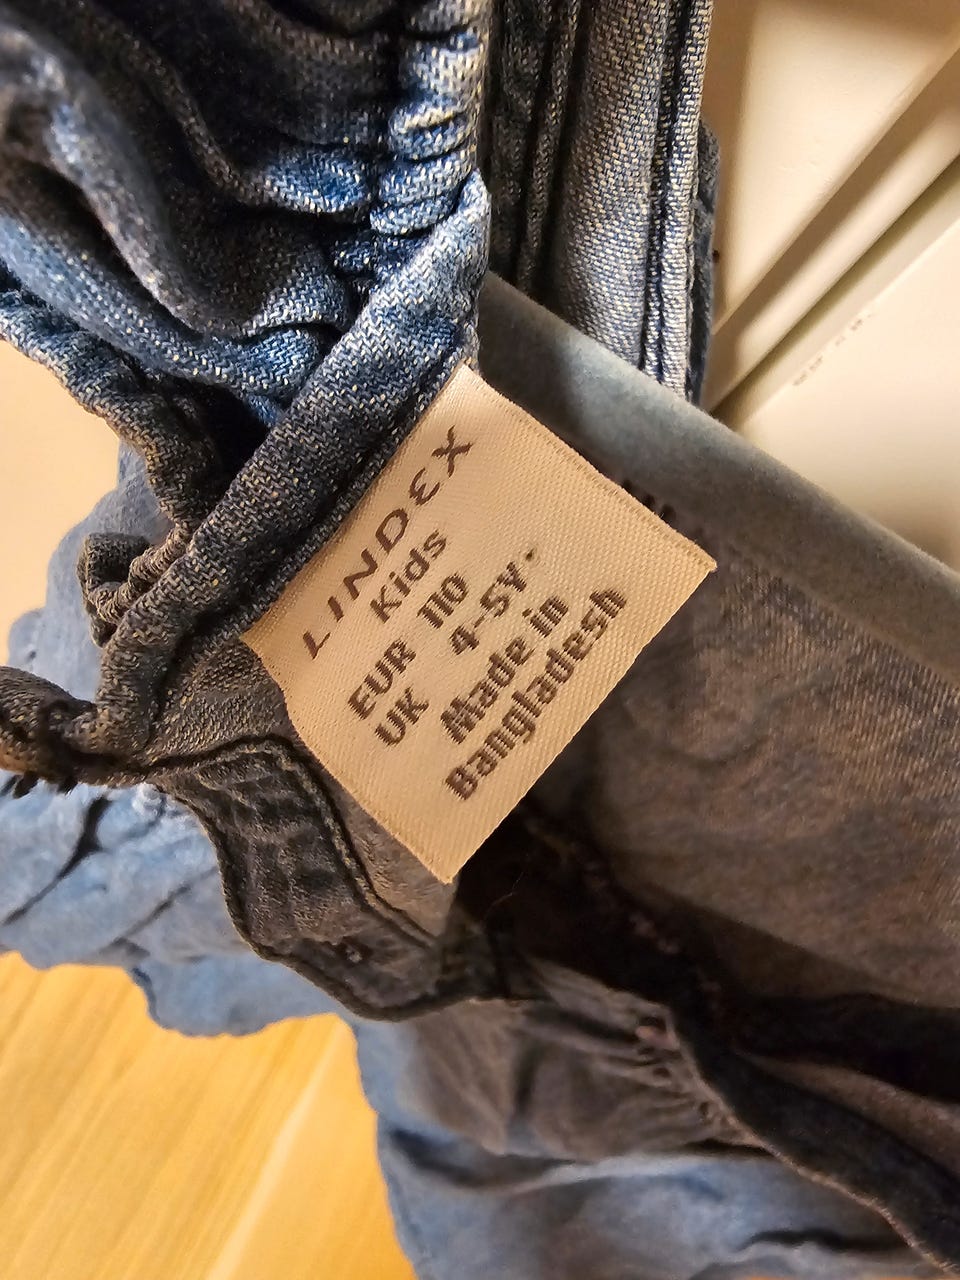 LINDEX
Kids
EUR 110
UK 4-5Y.
Made in
Bangladesh